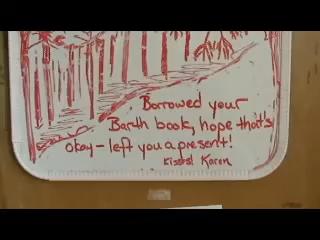 Borrowed your
Barth book, hope that's
okay - left you a present!
kisses! Karen